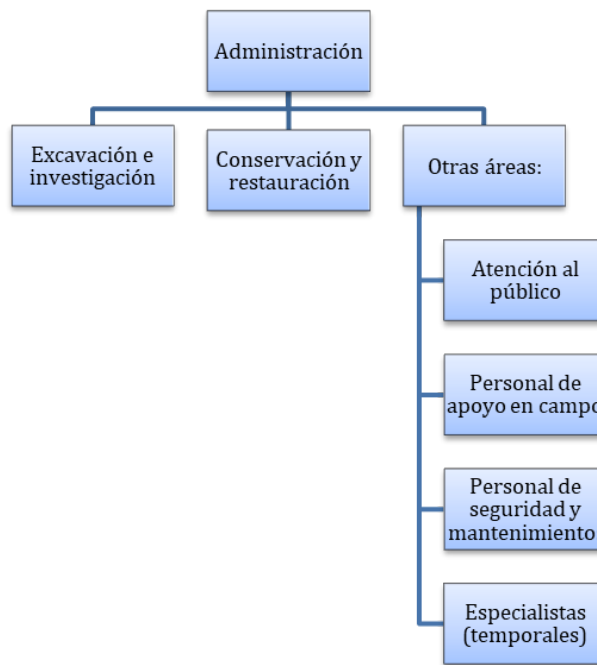 Administración
Excavación e
investigación
Conservación y
restauración
Otras áreas:
Atención al
público
Personal de
apoyo en campo
Personal de
seguridad y
mantenimiento
Especialistas
(temporales)